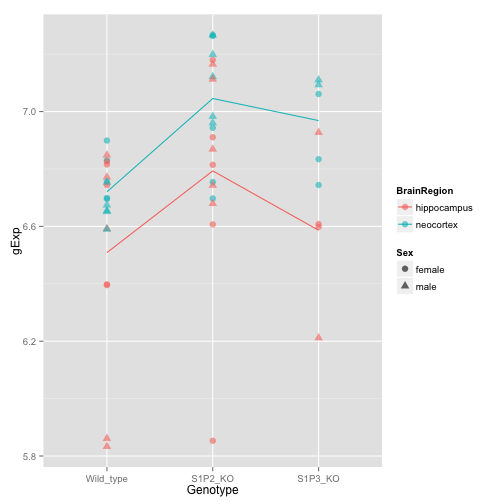 gExp
7.0
6.6
6.2
5.8
Wild_type S1P2_KO S1P3_KO
Genotype
BrainRegion
hippocampus
neocortex
Sex
female
male